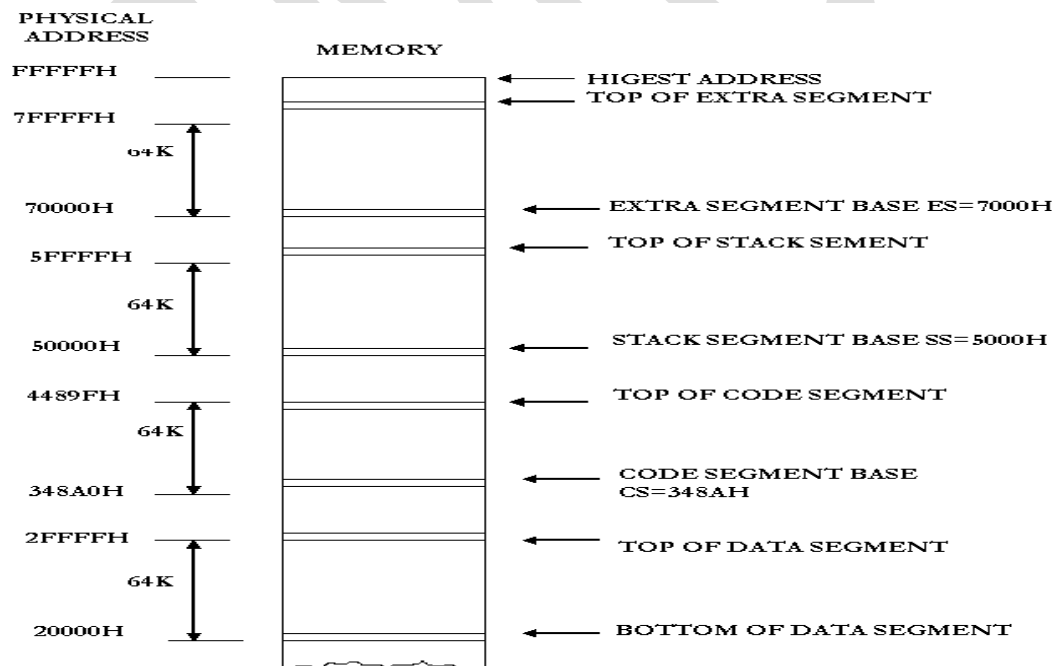 PHYSICAL
ADDRESS
MEMORY
FFFFFH
HIGEST ADDRESS
TOP OF EXTRA SEGMENT
7FFFFH
64K
70000H
EXTRA SEGMENT BASE ES=7000H
TOP OF STACK SEMENT
5FFFFH
64K
50000H
STACK SEGMENT BASE SS=5000H
4489FH
TOP OF CODE SEGMENT
64K
CODE SEGMENT BASE
CS=348AH
348A0H
2FFFFH
TOP OF DATA SEGMENT
64K
20000H
BOTTOM OF DATA SEGMENT